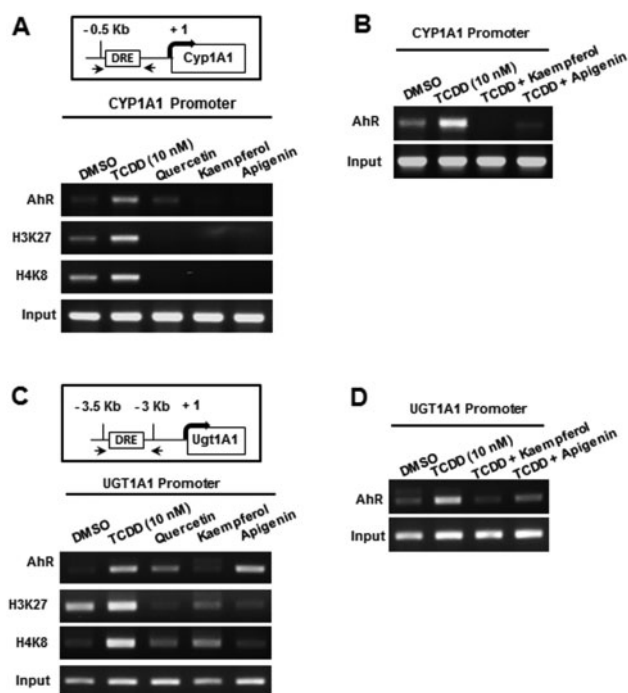 A
- 0.5 Kb + 1
DRE Cyp1A1
CYP1A1 Promoter
DMSO TCDD (10 nM) Quercetin Kaempferol Apigenin
AhR
H3K27
H4K8
Input
B
CYP1A1 Promoter
DMSO TCDD (10 nM) TCDD + Kaempferol TCDD + Apigenin
AhR
Input
C
- 3.5 Kb - 3 Kb + 1
DRE Ugt1A1
UGT1A1 Promoter
DMSO TCDD (10 nM) Quercetin Kaempferol Apigenin
AhR
H3K27
H4K8
Input
D
UGT1A1 Promoter
DMSO TCDD (10 nM) TCDD + Kaempferol TCDD + Apigenin
AhR
Input